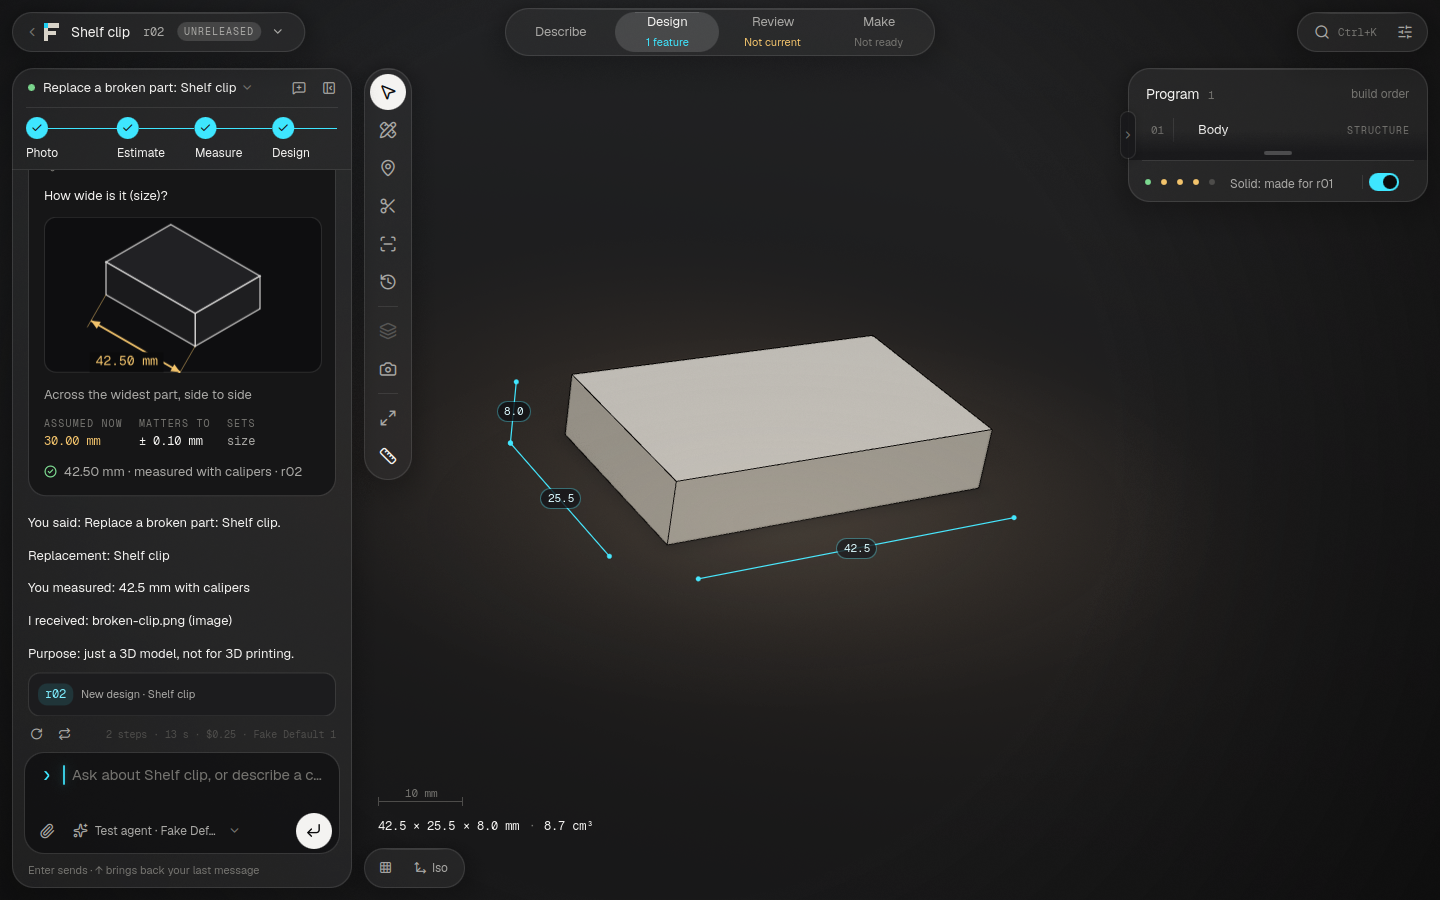 Shelf clip r02 UNRELEASED
Describe
Design
1 feature
Review
Not current
Make
Not ready
Ctrl+K
Replace a broken part: Shelf clip
Photo Estimate Measure Design
How wide is it (size)?
42.50 mm
Across the widest part, side to side
ASSUMED NOW MATTERS TO SETS
30.00 mm ± 0.10 mm size
42.50 mm · measured with calipers · r02
You said: Replace a broken part: Shelf clip.
Replacement: Shelf clip
You measured: 42.5 mm with calipers
I received: broken-clip.png (image)
Purpose: just a 3D model, not for 3D printing.
r02 New design · Shelf clip
2 steps · 13 s · $0.25 · Fake Default 1
Ask about Shelf clip, or describe a c…
Test agent · Fake Def…
Enter sends · ↑ brings back your last message
8.0
25.5
42.5
10 mm
42.5 × 25.5 × 8.0 mm · 8.7 cm³
Iso
Program 1 build order
01 Body STRUCTURE
Solid: made for r01